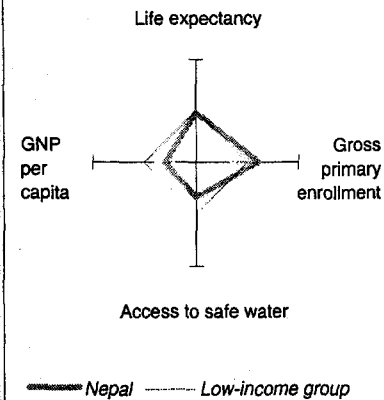 Life expectancy
GNP
per
capita
Gross
primary
enrollment
Access to safe water
Nepal
Low-income group